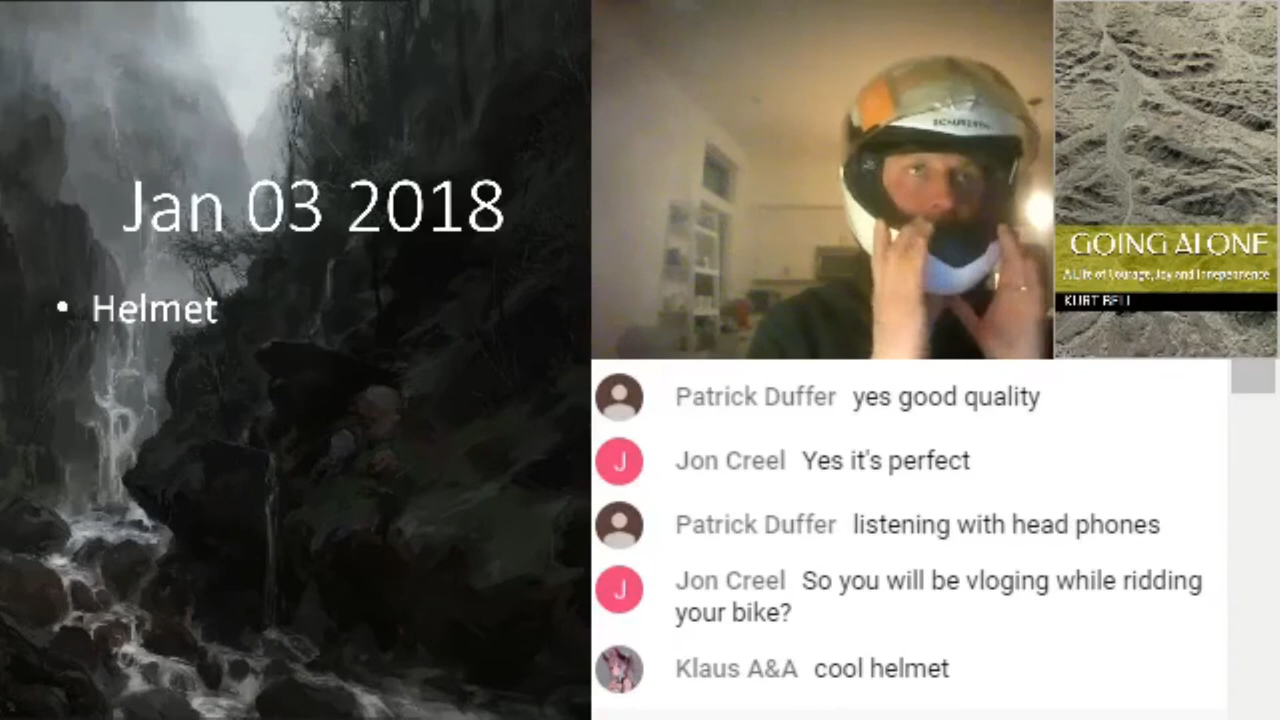 Jan 03 2018
• Helmet
SCHUBERTH
GOING ALONE
A Life of Courage, Joy and Independence
KURT BELL
Patrick Duffer yes good quality
J
Jon Creel Yes it's perfect
Patrick Duffer listening with head phones
J
Jon Creel So you will be vloging while ridding
your bike?
Klaus A&A cool helmet